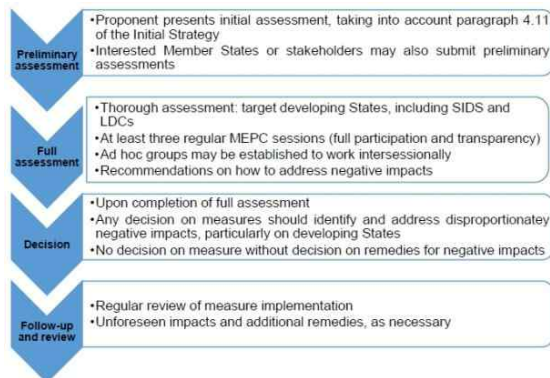 Preliminary
assessment
•Proponent presents initial assessment, taking into account paragraph 4.11
of the Initial Strategy
•Interested Member States or stakeholders may also submit preliminary
assessments
Full
assessment
•Thorough assessment: target developing States, including SIDS and
LDCs
•At least three regular MEPC sessions (full participation and transparency)
•Ad hoc groups may be established to work intersessionally
•Recommendations on how to address negative impacts
Decision
•Upon completion of full assessment
•Any decision on measures should identify and address disproportionatey
negative impacts, particularly on developing States
•No decision on measure without decision on remedies for negative impacts
Follow-up
and review
•Regular review of measure implementation
•Unforeseen impacts and additional remedies, as necessary